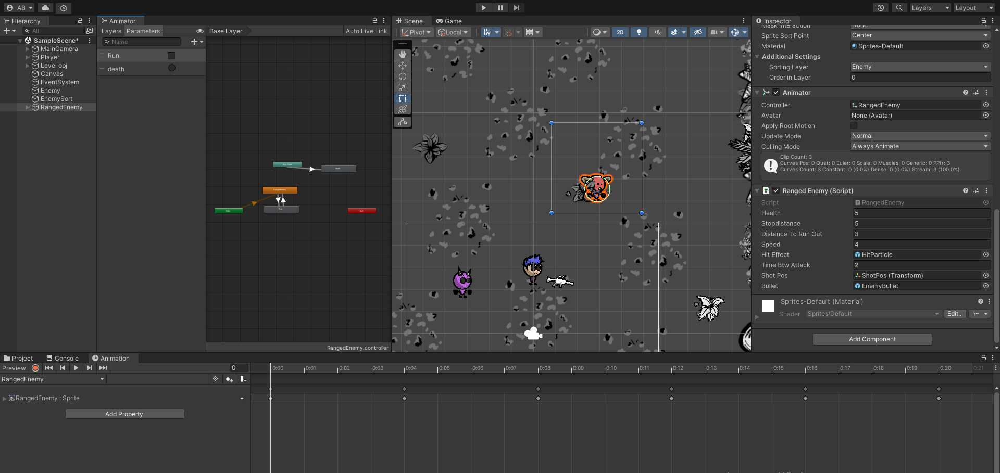 AB
Layers
Layout
Hierarchy
All
SampleScene*
MainCamera
Player
Level obj
Canvas
EventSystem
Enemy
EnemySort
RangedEnemy
Animator
Layers
Parameters
Base Layer
Auto Live Link
Name
Run
death
Any State
death
RangedEnemy
Run
Entry
Exit
RangedEnemy.controller
Scene
Game
Pivot
Local
2D
Inspector
Mask Interaction
None
Sprite Sort Point
Center
Material
Sprites-Default
Additional Settings
Sorting Layer
Enemy
Order in Layer
0
Animator
Controller
RangedEnemy
Avatar
None (Avatar)
Apply Root Motion
Update Mode
Normal
Culling Mode
Always Animate
Clip Count: 3
Curves Pos: 0 Quat: 0 Euler: 0 Scale: 0 Muscles: 0 Generic: 0 PPtr: 3
Curves Count: 3 Constant: 0 (0.0%) Dense: 0 (0.0%) Stream: 3 (100.0%)
Ranged Enemy (Script)
Script
RangedEnemy
Health
5
Stopdistance
5
Distance To Run Out
3
Speed
4
Hit Effect
HitParticle
Time Btw Attack
2
Shot Pos
ShotPos (Transform)
Bullet
EnemyBullet
Sprites-Default (Material)
Shader
Sprites/Default
Edit...
Add Component
Project
Console
Animation
Preview
0
0:00
0:01
0:02
0:03
0:04
0:05
0:06
0:07
0:08
0:09
0:10
0:11
0:12
0:13
0:14
0:15
0:16
0:17
0:18
0:19
0:20
0:21
RangedEnemy
RangedEnemy : Sprite
Add Property